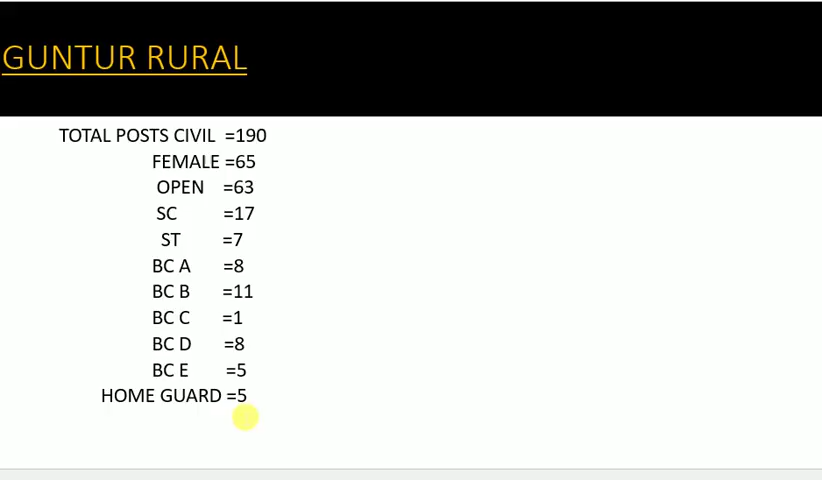 GUNTUR RURAL
TOTAL POSTS CIVIL =190
FEMALE =65
OPEN =63
SC =17
ST =7
BC A =8
BC B =11
BC C =1
BC D =8
BC E =5
HOME GUARD =5